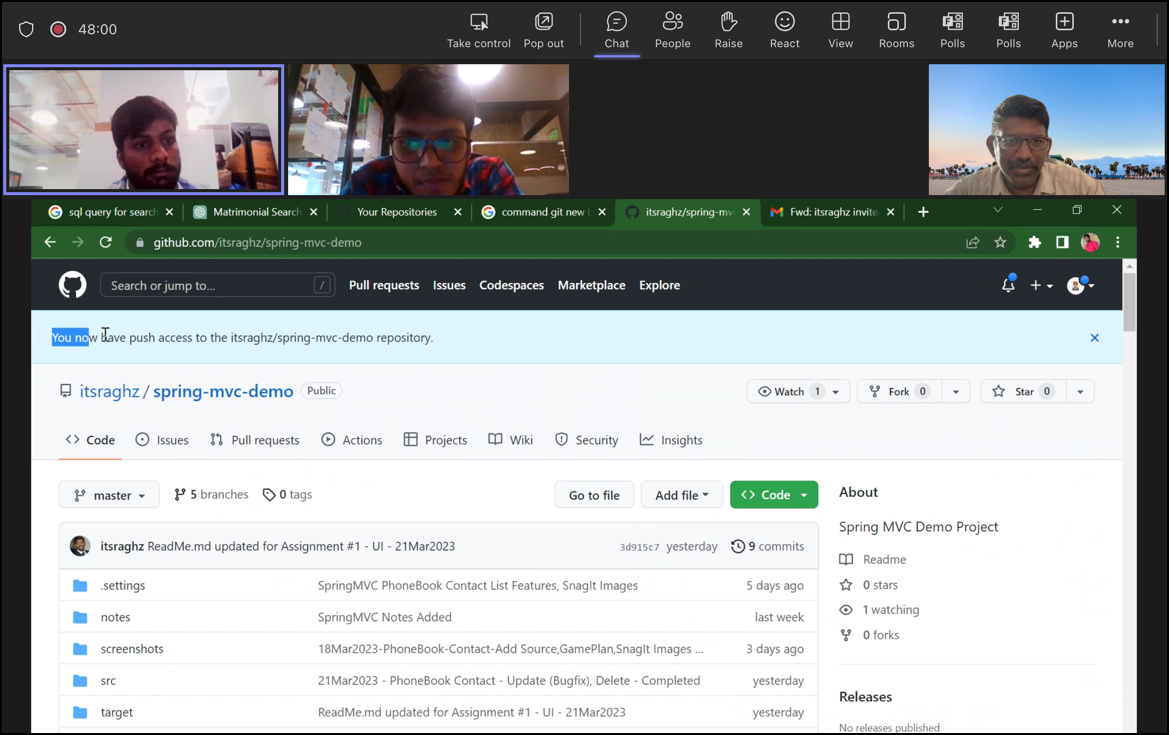 48:00
Take control Pop out Chat People Raise React View Rooms Polls Polls Apps More
sql query for search Matrimonial Search Your Repositories command git new itsraghz/spring-mv Fwd: itsraghz invite
github.com/itsraghz/spring-mvc-demo
Search or jump to... / Pull requests Issues Codespaces Marketplace Explore
You now have push access to the itsraghz/spring-mvc-demo repository.
itsraghz / spring-mvc-demo Public Watch 1 Fork 0 Star 0
Code Issues Pull requests Actions Projects Wiki Security Insights
master 5 branches 0 tags Go to file Add file Code
itsraghz ReadMe.md updated for Assignment #1 - UI - 21Mar2023 3d915c7 yesterday 9 commits
.settings SpringMVC PhoneBook Contact List Features, SnagIt Images 5 days ago
notes SpringMVC Notes Added last week
screenshots 18Mar2023-PhoneBook-Contact-Add Source,GamePlan,SnagIt Images ... 3 days ago
src 21Mar2023 - PhoneBook Contact - Update (Bugfix), Delete - Completed yesterday
target ReadMe.md updated for Assignment #1 - UI - 21Mar2023 yesterday
About
Spring MVC Demo Project
Readme
0 stars
1 watching
0 forks
Releases
No releases published